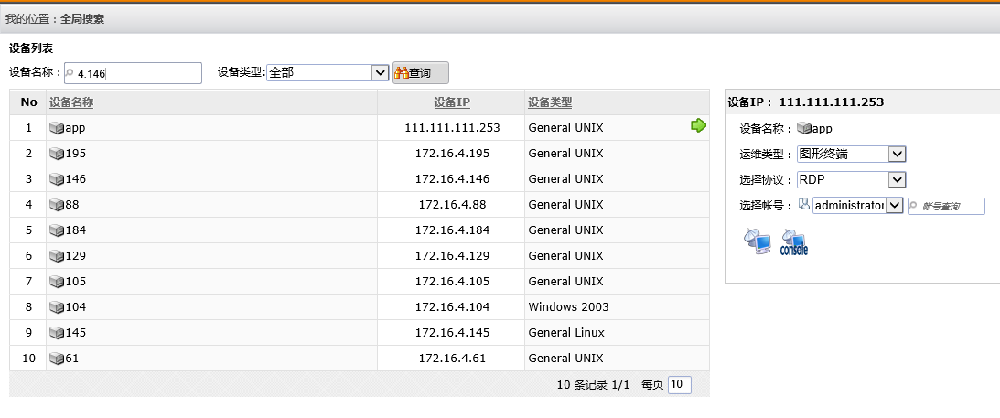 我的位置：全局搜索
设备列表
设备名称： 4.146 设备类型: 全部 查询
No 设备名称 设备IP 设备类型
1 app 111.111.111.253 General UNIX
2 195 172.16.4.195 General UNIX
3 146 172.16.4.146 General UNIX
4 88 172.16.4.88 General UNIX
5 184 172.16.4.184 General UNIX
6 129 172.16.4.129 General UNIX
7 105 172.16.4.105 General UNIX
8 104 172.16.4.104 Windows 2003
9 145 172.16.4.145 General Linux
10 61 172.16.4.61 General UNIX
10 条记录 1/1 每页 10
设备IP： 111.111.111.253
设备名称： app
运维类型： 图形终端
选择协议： RDP
选择帐号： administrator 帐号查询
console